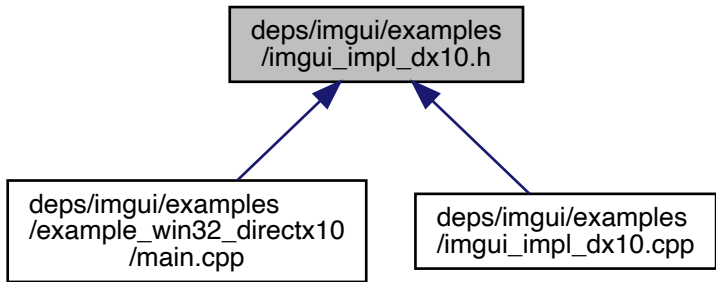 deps/imgui/examples
/imgui_impl_dx10.h
deps/imgui/examples
/example_win32_directx10
/main.cpp
deps/imgui/examples
/imgui_impl_dx10.cpp